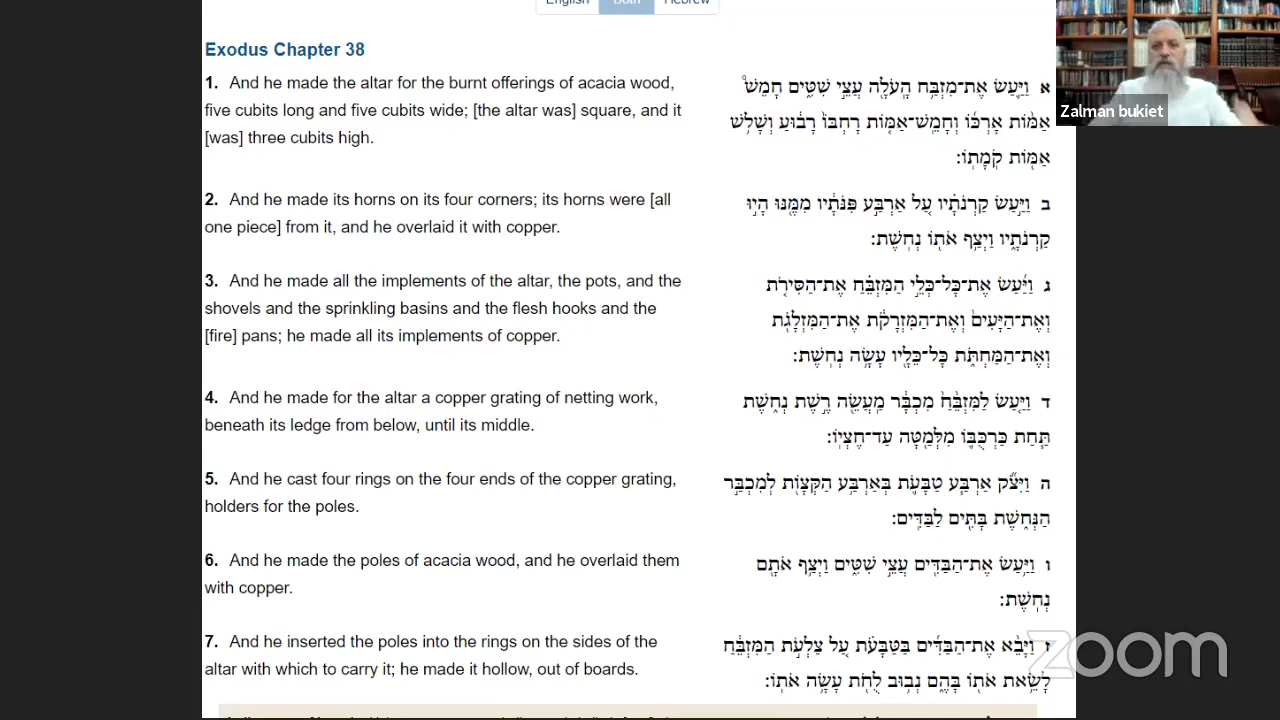 English Both Hebrew
Exodus Chapter 38
1. And he made the altar for the burnt offerings of acacia wood,
five cubits long and five cubits wide; [the altar was] square, and it
[was] three cubits high.
א וַיַּ֛עַשׂ אֶת־מִזְבַּ֥ח הָֽעֹלָ֖ה עֲצֵ֣י שִׁטִּ֑ים חָמֵשׁ֩
אַמּ֨וֹת אָרְכּ֜וֹ וְחָמֵֽשׁ־אַמּ֤וֹת רָחְבּוֹ֙ רָב֔וּעַ וְשָׁלֹ֥שׁ
אַמּ֖וֹת קֹֽמָתֽוֹ:
2. And he made its horns on its four corners; its horns were [all
one piece] from it, and he overlaid it with copper.
ב וַיַּ֣עַשׂ קַרְנֹתָ֗יו עַ֚ל אַרְבַּ֣ע פִּנֹּתָ֔יו מִמֶּ֖נּוּ הָי֣וּ
קַרְנֹתָ֑יו וַיְצַ֥ף אֹת֖וֹ נְחֽשֶׁת:
3. And he made all the implements of the altar, the pots, and the
shovels and the sprinkling basins and the flesh hooks and the
[fire] pans; he made all its implements of copper.
ג וַיַּ֜עַשׂ אֶת־כָּל־כְּלֵ֣י הַמִּזְבֵּ֗חַ אֶת־הַסִּירֹ֤ת
וְאֶת־הַיָּעִים֙ וְאֶת־הַמִּזְרָקֹ֔ת אֶת־הַמִּזְלָגֹ֖ת
וְאֶת־הַמַּחְתֹּ֑ת כָּל־כֵּלָ֖יו עָשָׂ֥ה נְחֽשֶׁת:
4. And he made for the altar a copper grating of netting work,
beneath its ledge from below, until its middle.
ד וַיַּ֤עַשׂ לַמִּזְבֵּ֨חַ֙ מִכְבָּ֔ר מַֽעֲשֵׂ֖ה רֶ֣שֶׁת נְח֑שֶׁת
תַּ֧חַת כַּרְכֻּבּ֛וֹ מִלְּמַ֖טָּה עַד־חֶצְיֽוֹ:
5. And he cast four rings on the four ends of the copper grating,
holders for the poles.
ה וַיִּצֹ֞ק אַרְבַּ֧ע טַבָּעֹ֛ת בְּאַרְבַּ֥ע הַקְּצָו֖‍ֹת לְמִכְבַּ֣ר
הַנְּח֑שֶׁת בָּתִּ֖ים לַבַּדִּֽים:
6. And he made the poles of acacia wood, and he overlaid them
with copper.
ו וַיַּ֥עַשׂ אֶת־הַבַּדִּ֖ים עֲצֵ֣י שִׁטִּ֑ים וַיְצַ֥ף אֹתָ֖ם
נְחֽשֶׁת:
7. And he inserted the poles into the rings on the sides of the
altar with which to carry it; he made it hollow, out of boards.
ז וַיָּבֵ֨א אֶת־הַבַּדִּ֜ים בַּטַּבָּעֹ֗ת עַ֚ל צַלְעֹ֣ת הַמִּזְבֵּ֔חַ
לָשֵׂ֥את אֹת֖וֹ בָּהֶ֑ם נְב֥וּב לֻחֹ֖ת עָשָׂ֥ה אֹתֽוֹ:
Zalman bukiet
zoom